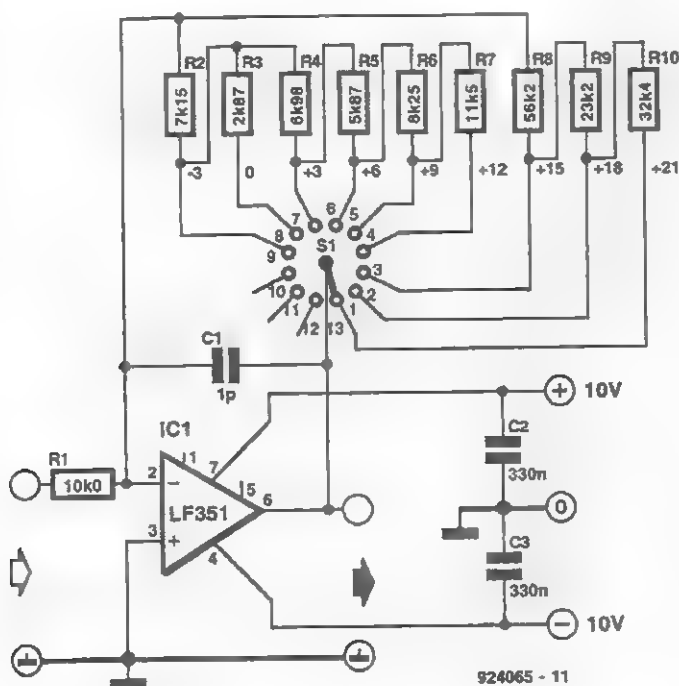 R2 R3 R4 R5 R6 R7 R8 R9 R10
7k15 2k87 6k98 5k87 8k25 11k5 56k2 23k2 32k4
-3 0 +3 +6 +9 +12 +15 +18 +21
7 6 5
8 4
S1
9 3
10 2
11 1
12 13
C1
1p
+ 10V
IC1
C2
R1 1 7
330n
10k0 2 − 5 6 0
LF351
3 + C3
4
330n
− 10V
924065 - 11